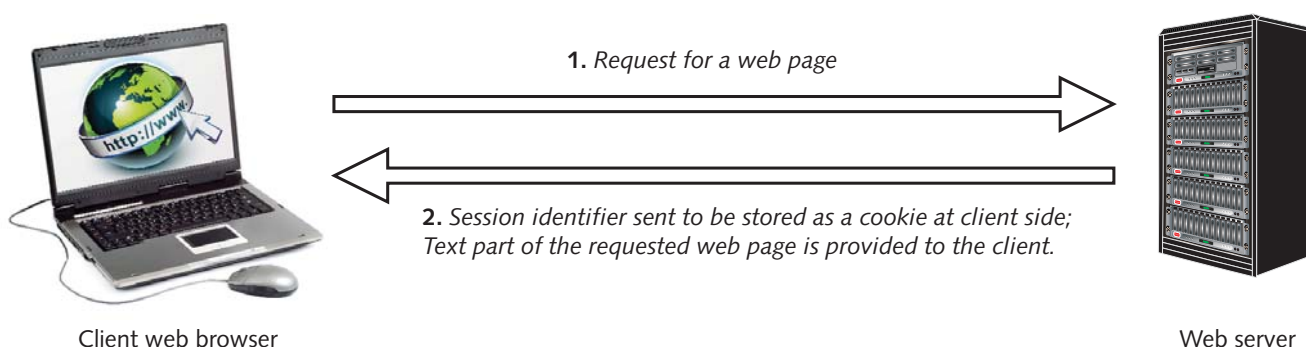 1. Request for a web page
http://www.
2. Session identifier sent to be stored as a cookie at client side;
Text part of the requested web page is provided to the client.
Client web browser
Web server